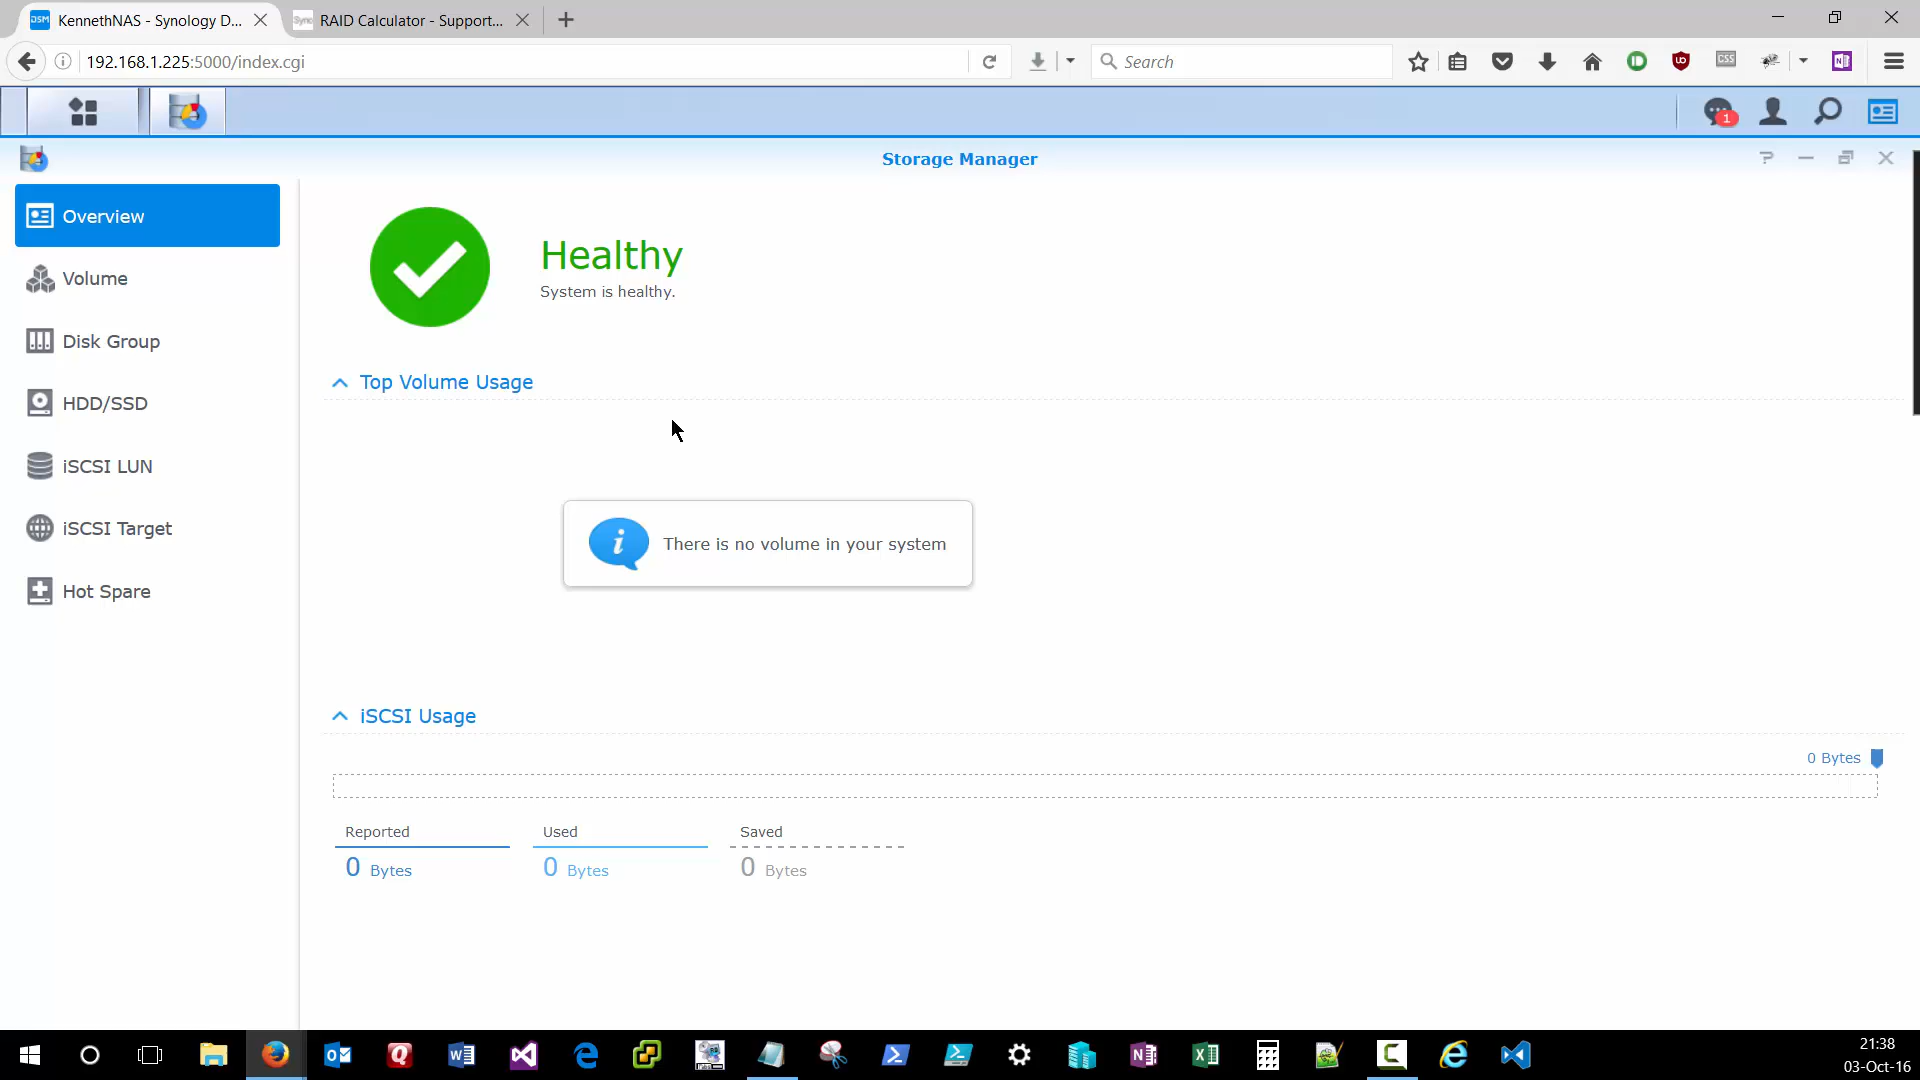 KennethNAS - Synology D...
RAID Calculator - Support...
192.168.1.225:5000/index.cgi
Search
1
Storage Manager
Overview
Volume
Disk Group
HDD/SSD
iSCSI LUN
iSCSI Target
Hot Spare
Healthy
System is healthy.
Top Volume Usage
There is no volume in your system
iSCSI Usage
0 Bytes
Reported Used Saved
0 Bytes 0 Bytes 0 Bytes
21:38
03-Oct-16